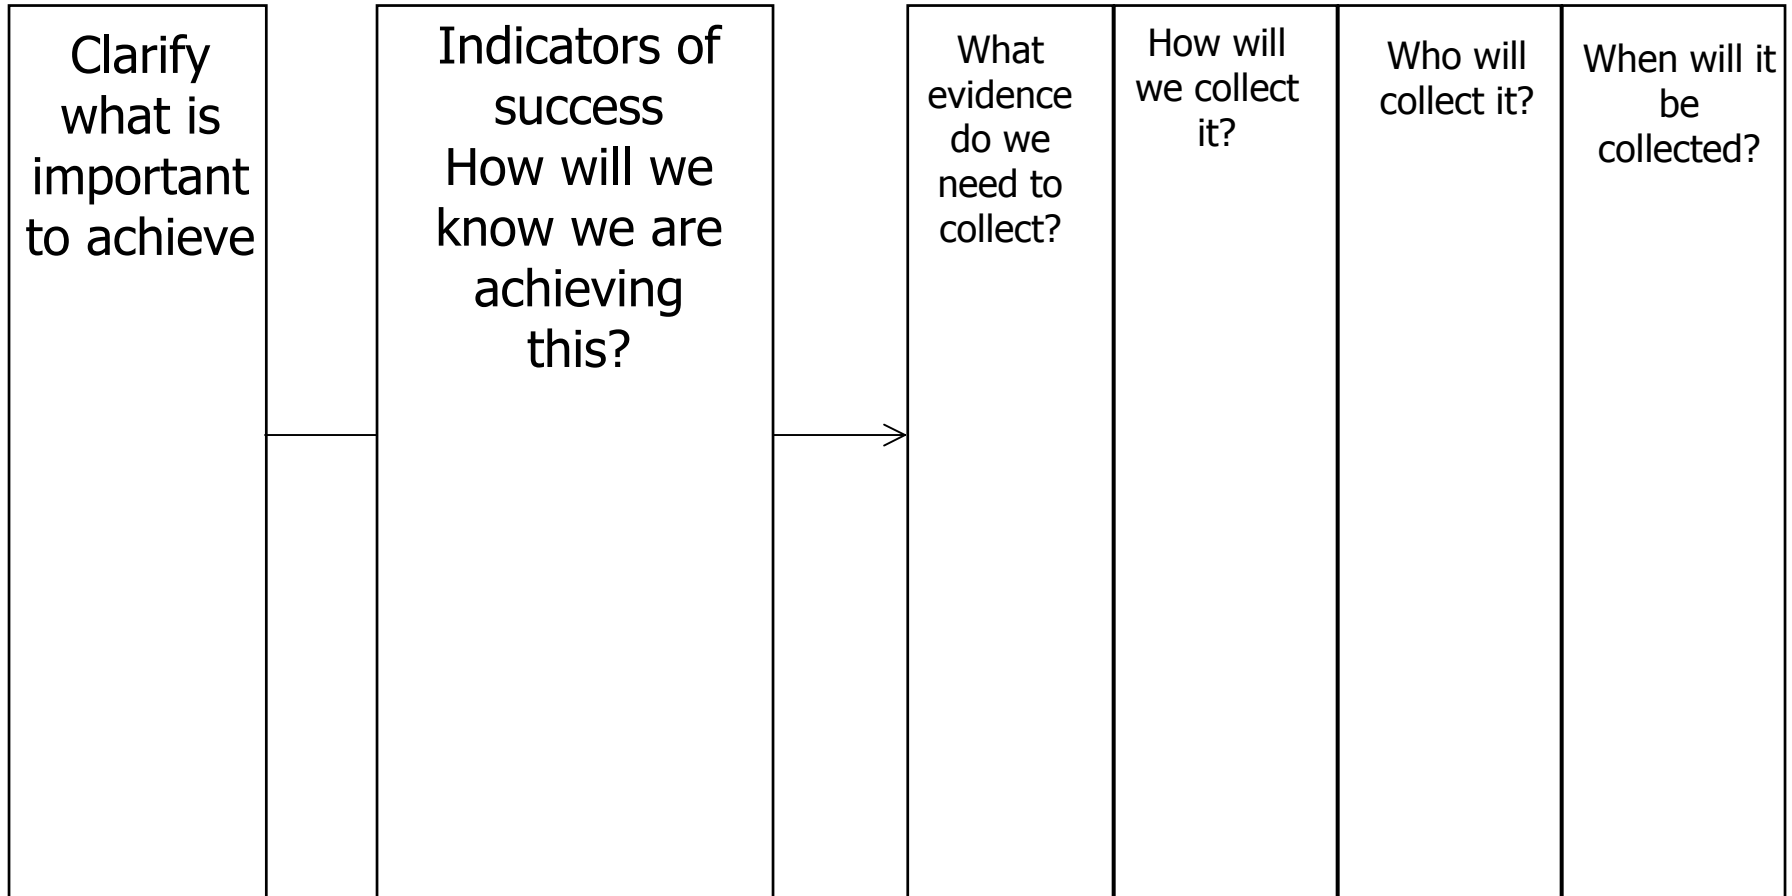 Clarify
what is
important
to achieve
Indicators of
success
How will we
know we are
achieving
this?
What
evidence
do we
need to
collect?
How will
we collect
it?
Who will
collect it?
When will it
be
collected?